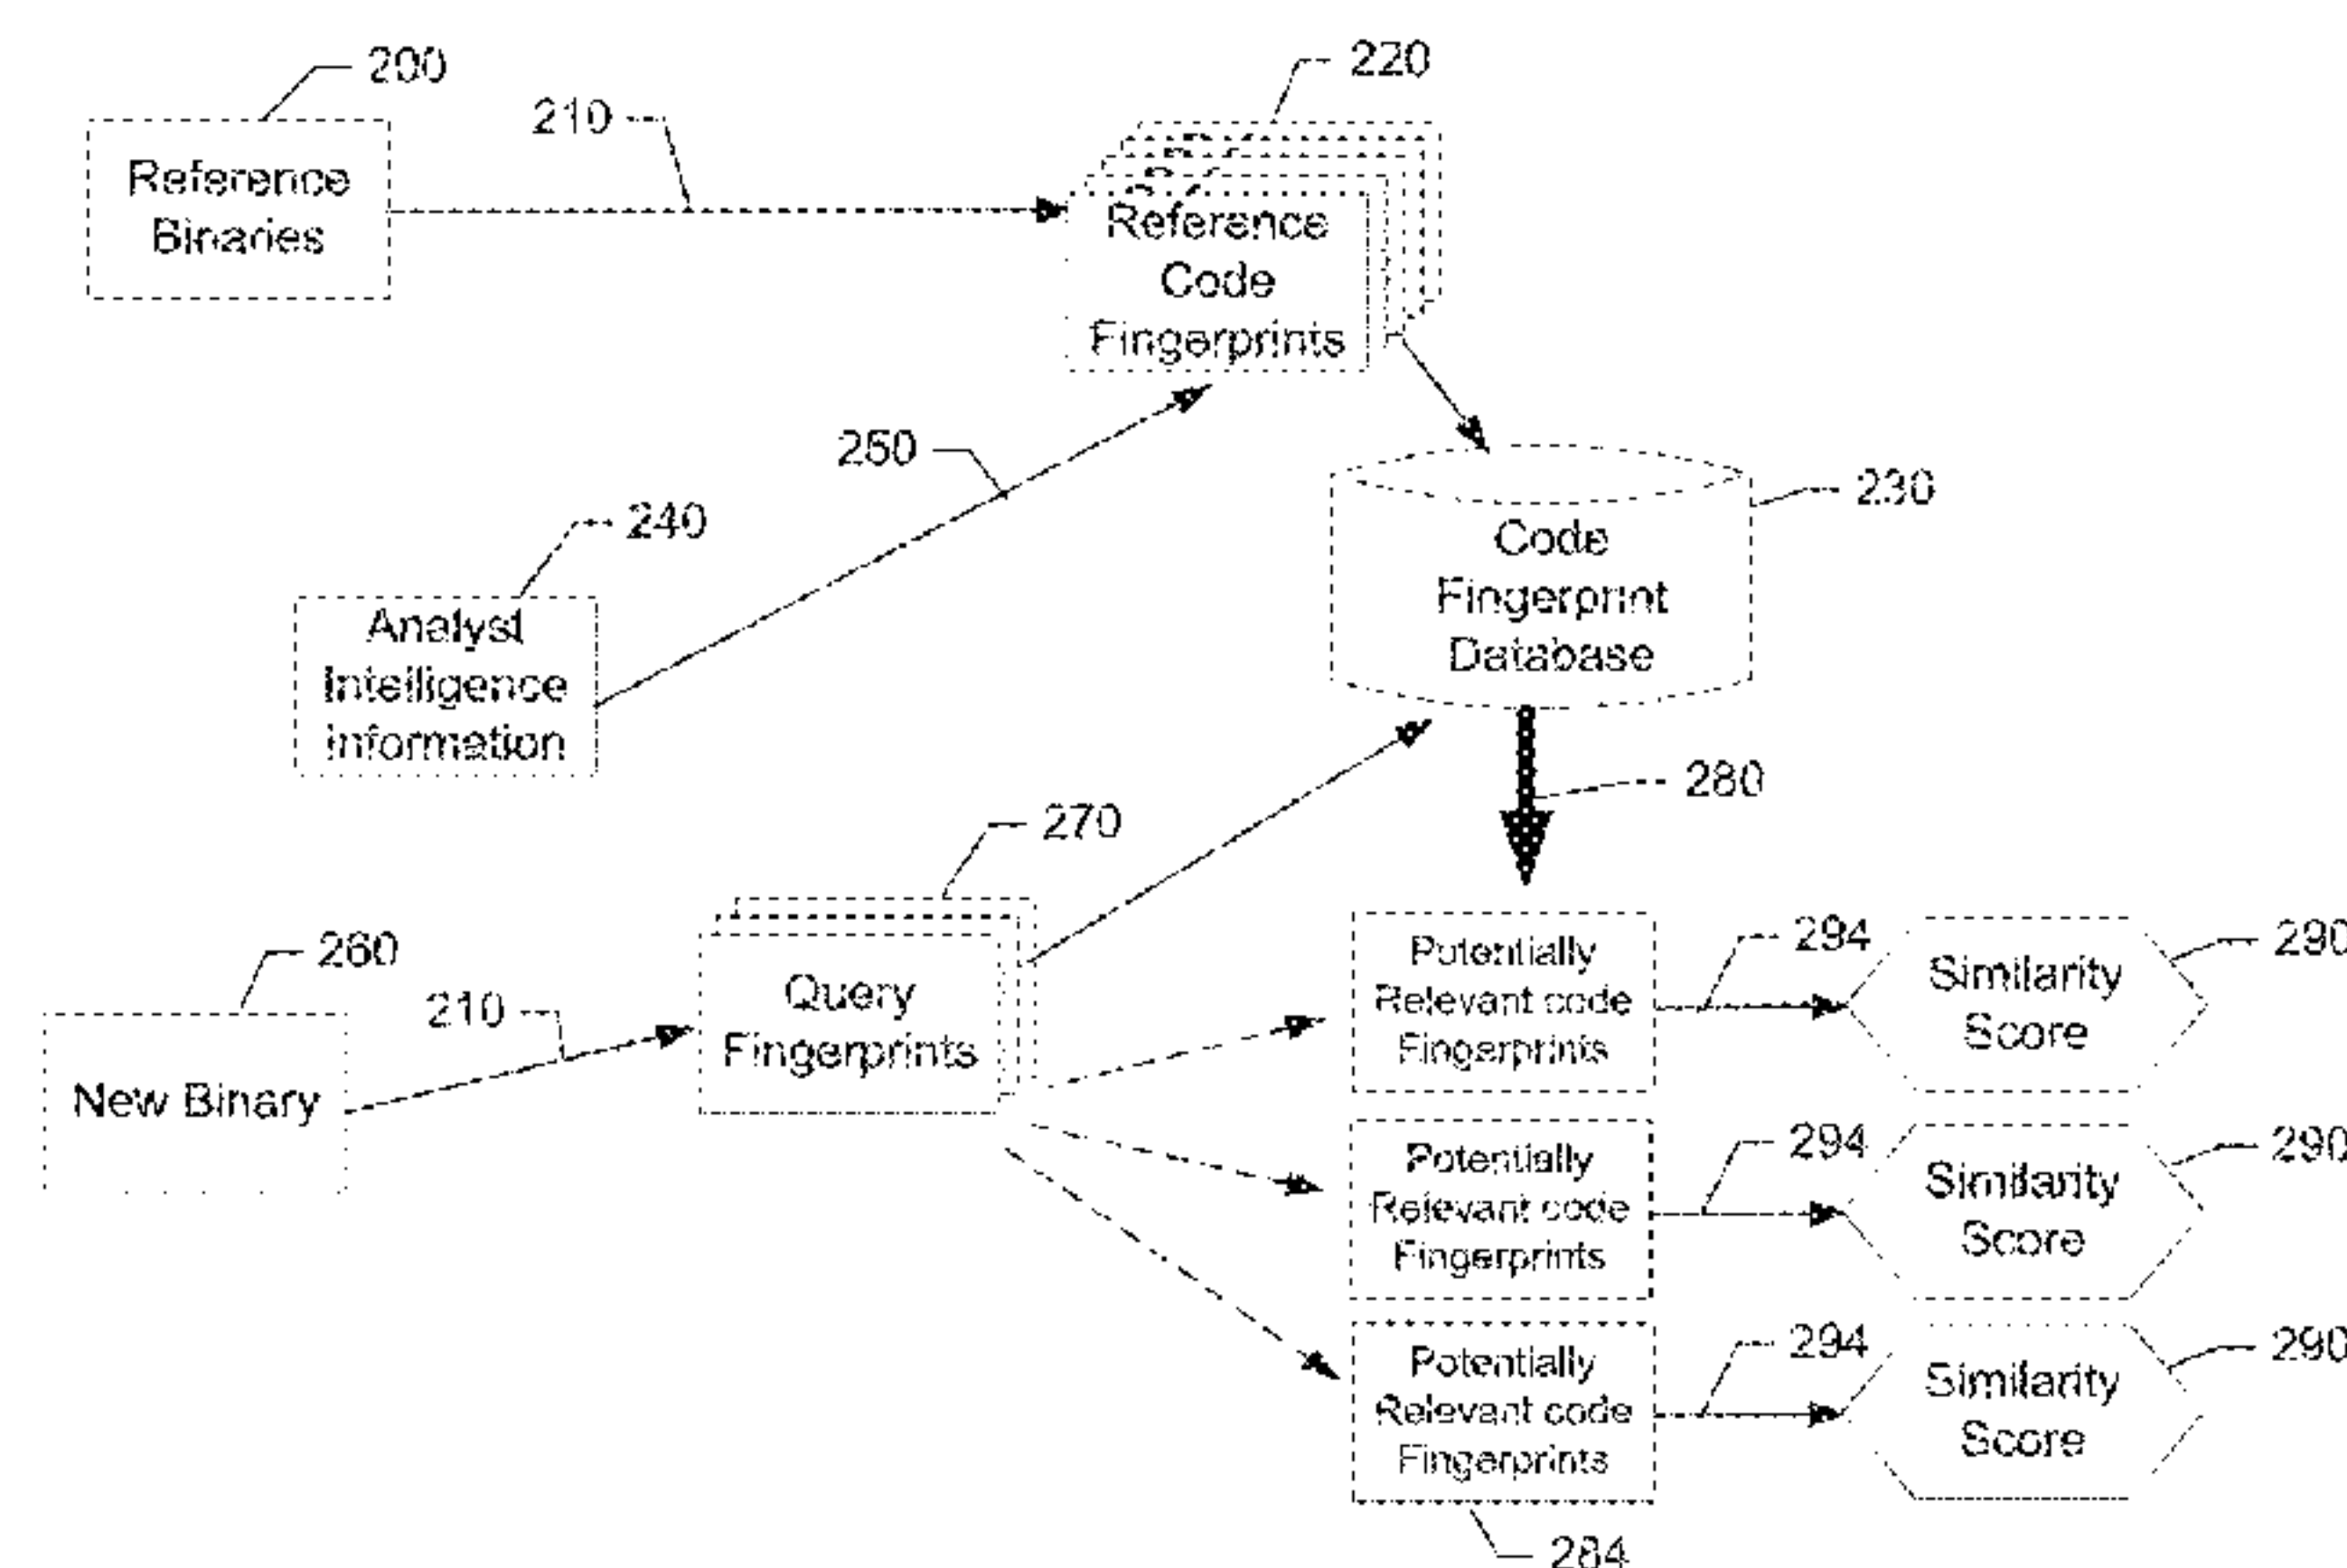 200
220
210
Reference
Binaries
Reference
Code
Fingerprints
250
230
240
Code
Fingerprint
Database
Analyst
Intelligence
Information
280
270
260
210
Query
Fingerprints
New Binary
Potentially
Relevant code
Fingerprints
294
Similarity
Score
290
Potentially
Relevant code
Fingerprints
294
Similarity
Score
290
Potentially
Relevant code
Fingerprints
294
Similarity
Score
290
284